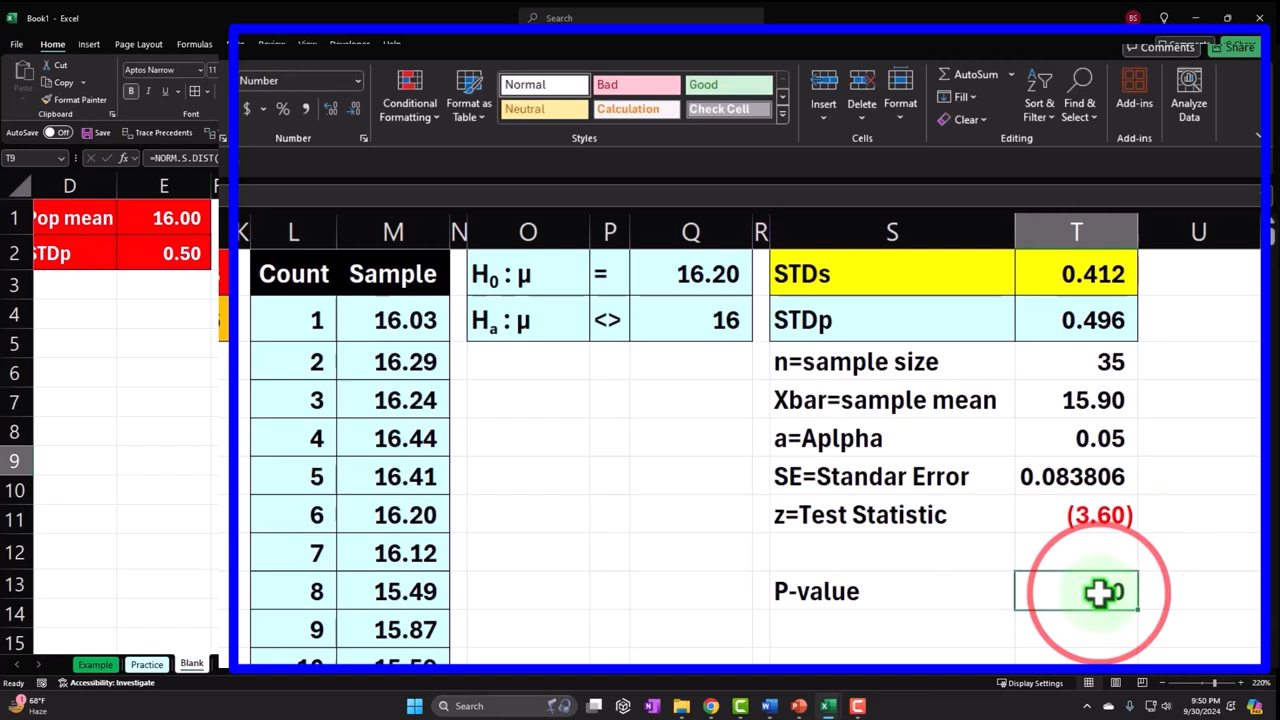 Book1 - Excel
Search
BS
File Home Insert Page Layout Formulas
Review View Developer Help
Comments Share
Cut
Copy
Format Painter
Paste
Clipboard
Aptos Narrow 11
B I U
Font
Number
$ % ,
Number
Conditional Formatting
Format as Table
Normal Bad Good
Neutral Calculation Check Cell
Styles
Insert Delete Format
Cells
AutoSum
Fill
Clear
Sort & Filter
Find & Select
Editing
Add-ins
Add-ins
Analyze Data
AutoSave Off Save Trace Precedents
T9 fx =NORM.S.DIST(
D E K L M N O P Q R S T U
1 Pop mean 16.00
2 STDp 0.50
3
4
5
6
7
8
9
10
11
12
13
14
15
Count Sample
1 16.03
2 16.29
3 16.24
4 16.44
5 16.41
6 16.20
7 16.12
8 15.49
9 15.87
H0 : µ = 16.20
Ha : µ <> 16
STDs 0.412
STDp 0.496
n=sample size 35
Xbar=sample mean 15.90
a=Aplpha 0.05
SE=Standar Error 0.083806
z=Test Statistic (3.60)
P-value 0
Example Practice Blank
Ready Accessibility: Investigate Display Settings 220%
68°F
Haze
Search
9:50 PM
9/30/2024